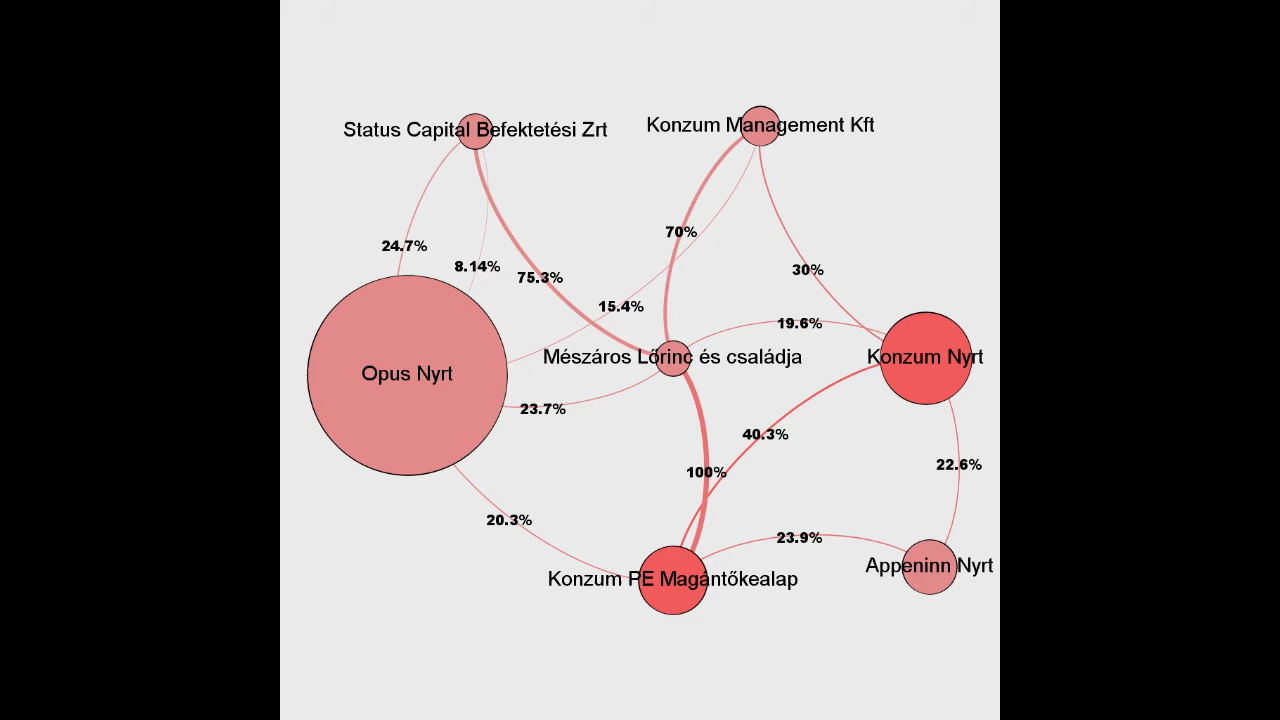 Konzum Management Kft
Status Capital Befektetési Zrt
70%
24.7%
8.14%
30%
75.3%
15.4%
19.6%
Mészáros Lőrinc és családja
Konzum Nyrt
Opus Nyrt
23.7%
40.3%
22.6%
100%
20.3%
23.9%
Appeninn Nyrt
Konzum PE Magántőkealap